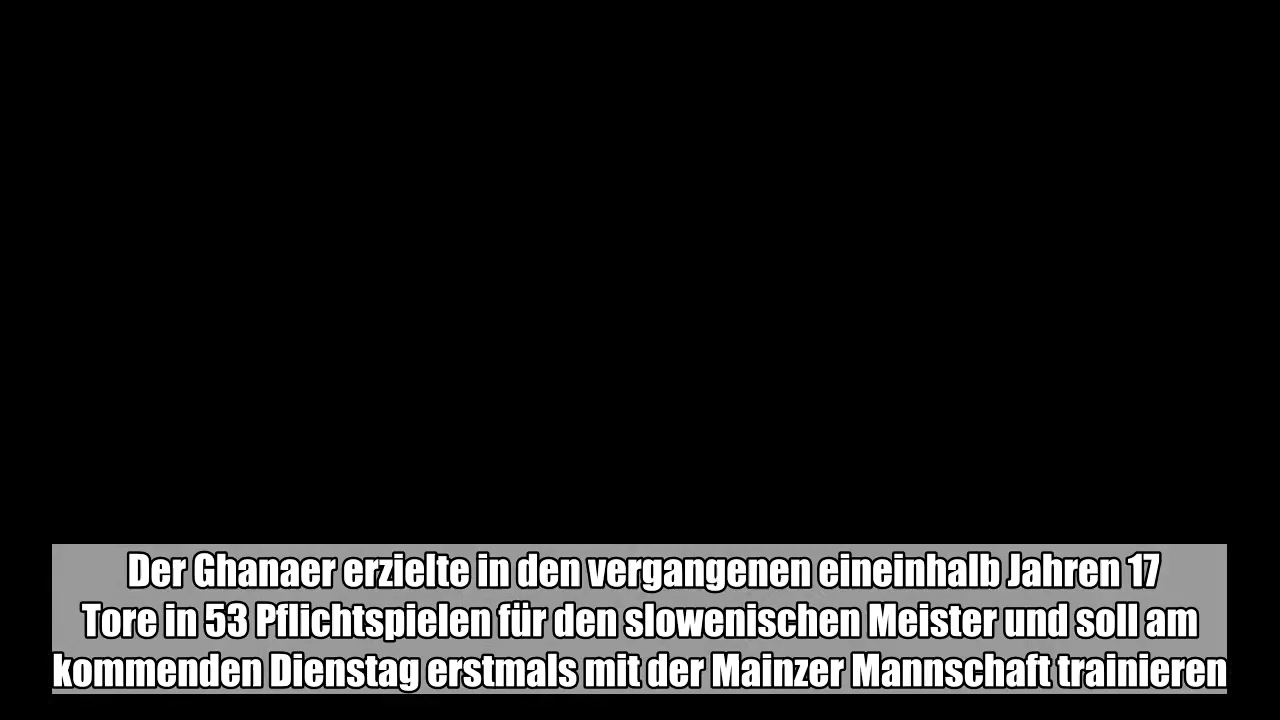 Der Ghanaer erzielte in den vergangenen eineinhalb Jahren 17
Tore in 53 Pflichtspielen für den slowenischen Meister und soll am
kommenden Dienstag erstmals mit der Mainzer Mannschaft trainieren